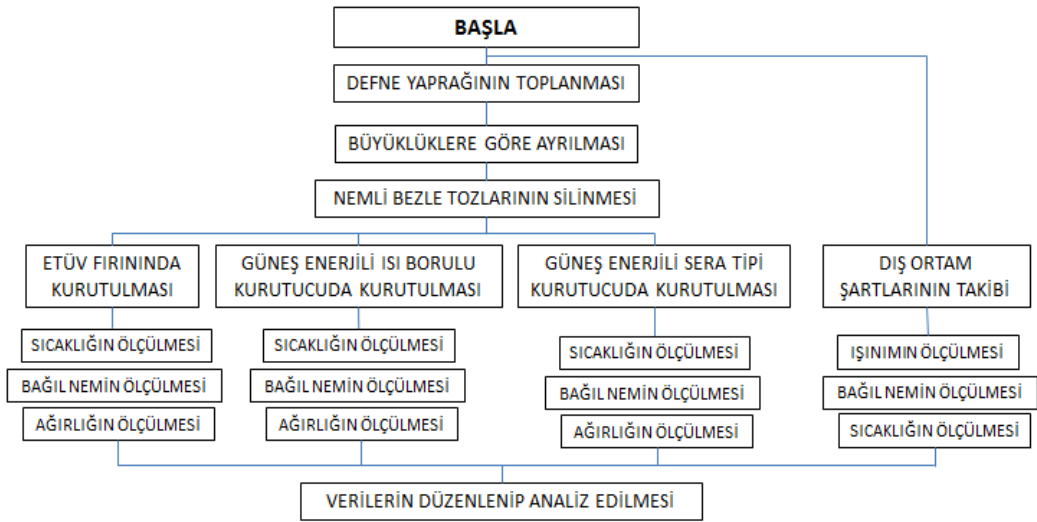 BAŞLA
DEFNE YAPRAĞININ TOPLANMASI
BÜYÜKLÜKLERE GÖRE AYRILMASI
NEMLİ BEZLE TOZLARININ SİLİNMESİ
ETÜV FIRININDA
KURUTULMASI
GÜNEŞ ENERJİLİ ISI BORULU
KURUTUCUDA KURUTULMASI
GÜNEŞ ENERJİLİ SERA TİPİ
KURUTUCUDA KURUTULMASI
DIŞ ORTAM
ŞARTLARININ TAKİBİ
SICAKLIĞIN ÖLÇÜLMESİ
BAĞIL NEMİN ÖLÇÜLMESİ
AĞIRLIĞIN ÖLÇÜLMESİ
SICAKLIĞIN ÖLÇÜLMESİ
BAĞIL NEMİN ÖLÇÜLMESİ
AĞIRLIĞIN ÖLÇÜLMESİ
SICAKLIĞIN ÖLÇÜLMESİ
BAĞIL NEMİN ÖLÇÜLMESİ
AĞIRLIĞIN ÖLÇÜLMESİ
IŞINIMIN ÖLÇÜLMESİ
BAĞIL NEMİN ÖLÇÜLMESİ
SICAKLIĞIN ÖLÇÜLMESİ
VERİLERİN DÜZENLENİP ANALİZ EDİLMESİ